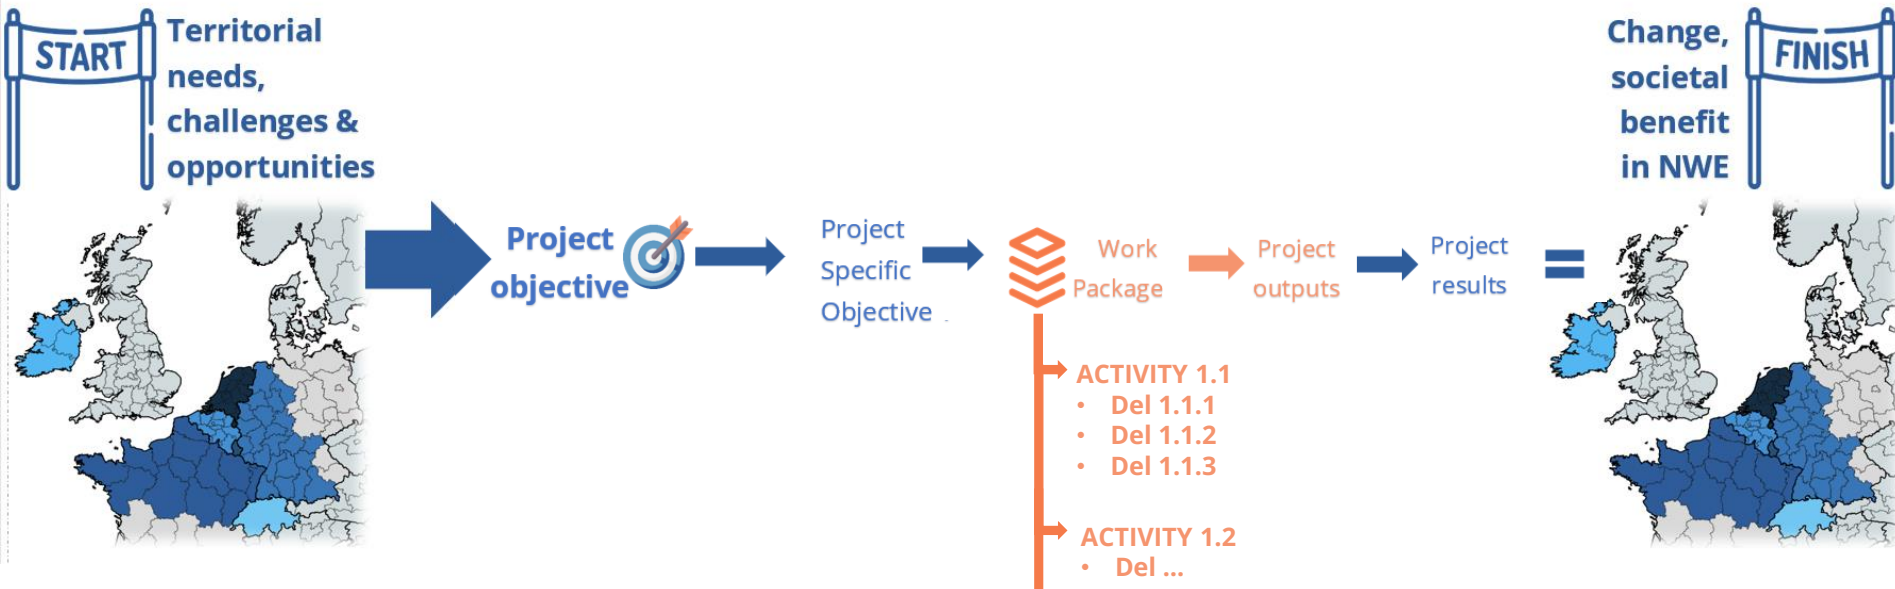 START
Territorial
needs,
challenges &
opportunities
Change,
societal
benefit
in NWE
FINISH
Project
objective
Project
Specific
Objective
Work
Package
Project
outputs
Project
results
ACTIVITY 1.1
• Del 1.1.1
• Del 1.1.2
• Del 1.1.3
ACTIVITY 1.2
• Del ...